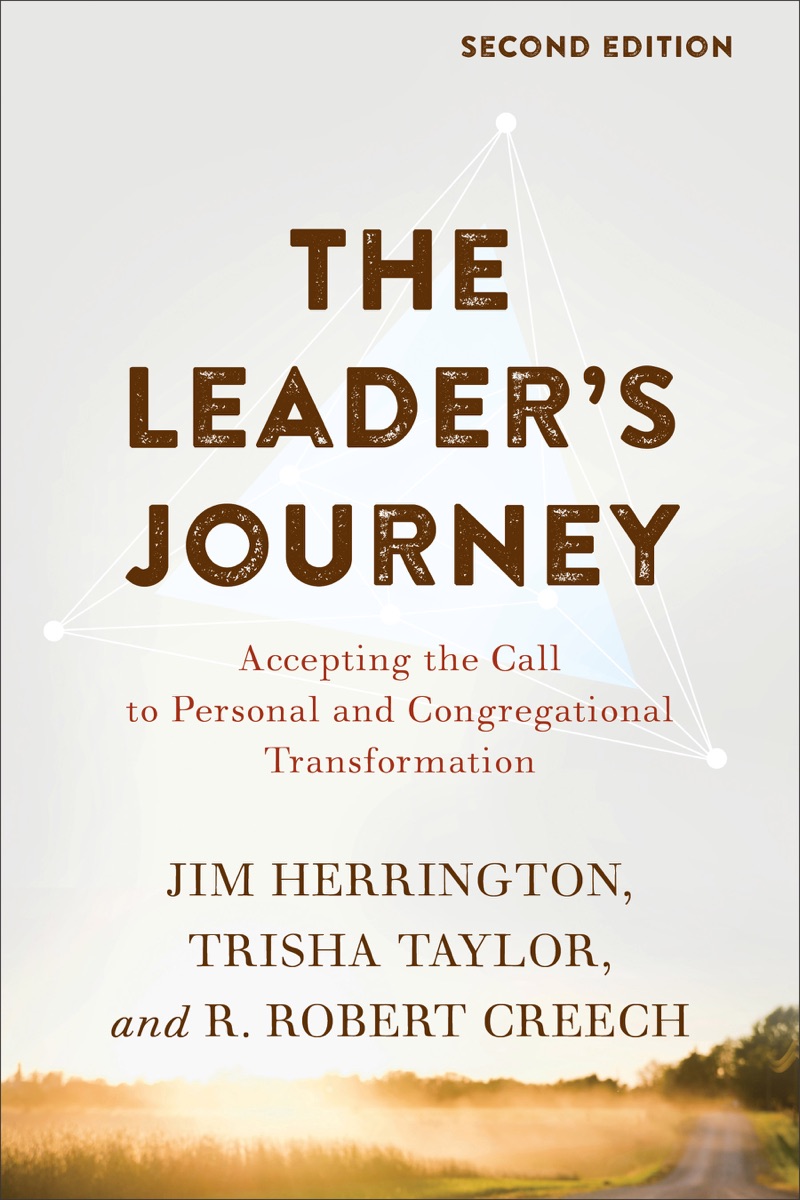 SECOND EDITION
THE
LEADER’S
JOURNEY
Accepting the Call
to Personal and Congregational
Transformation
JIM HERRINGTON,
TRISHA TAYLOR,
and R. ROBERT CREECH